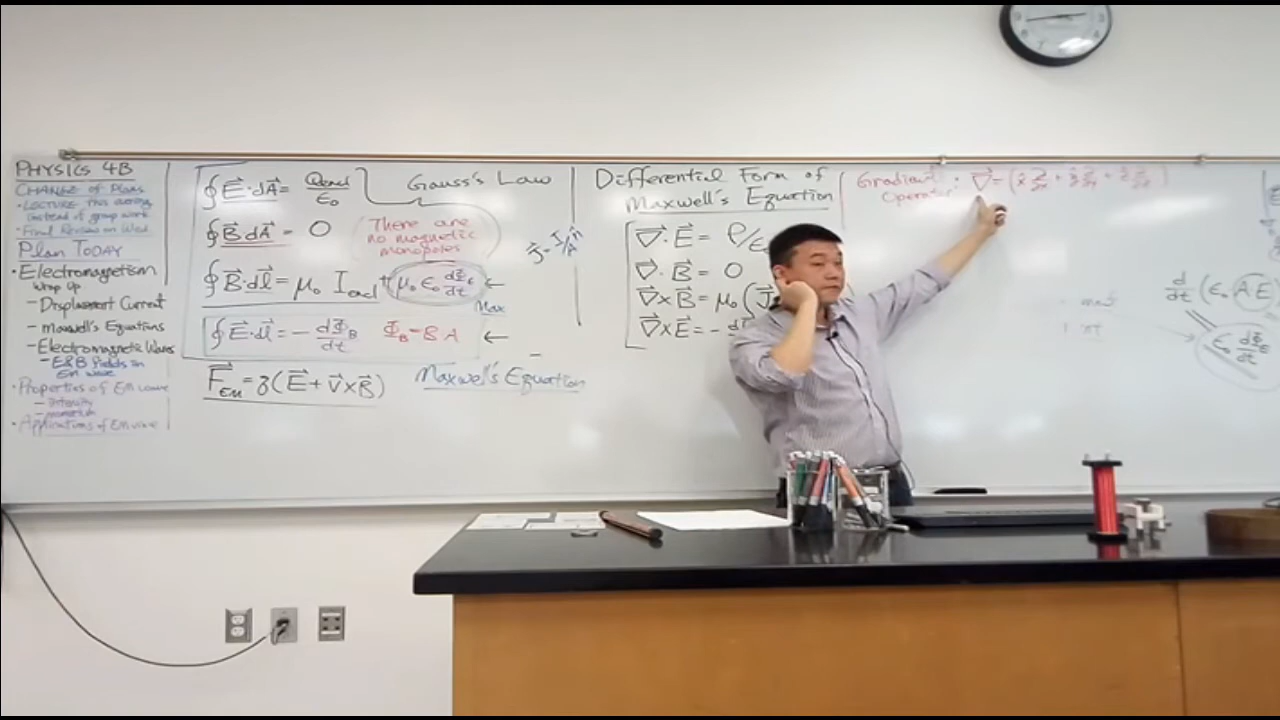 PHYSICS 4B
CHANGE OF PLANS
• LECTURE this evening
instead of group work
• Final Review on Wed.
Plan TODAY
• Electromagnetism
Wrap Up
- Displacement Current
- Maxwell's Equations
- Electromagnetic Waves
- E&B fields in
EM wave
• Properties of EM wave
- intensity
- momentum
• Applications of EM wave
∮E⃗·dA⃗ = Qencl/ε₀ Gauss's Law
∮B⃗·dA⃗ = 0 (There are
no magnetic
monopoles
∮B⃗·dl⃗ = μ₀ Iencl + μ₀ε₀ dΦE/dt ←
Max
∮E⃗·dl⃗ = - dΦB/dt ΦB = BA ←
F⃗EM = q(E⃗ + v⃗×B⃗) Maxwell's Equation
J⃗ = I/A n̂
Differential Form of
Maxwell's Equation
∇⃗·E⃗ = ρ/ε
∇⃗·B⃗ = 0
∇⃗×B⃗ = μ₀(J⃗
∇⃗×E⃗ = - d
Gradient • ∇⃗ = (x̂ ∂/∂x + ŷ ∂/∂y + ẑ ∂/∂z)
Operator
d/dt (ε₀ A E)
ε₀ dΦE/dt